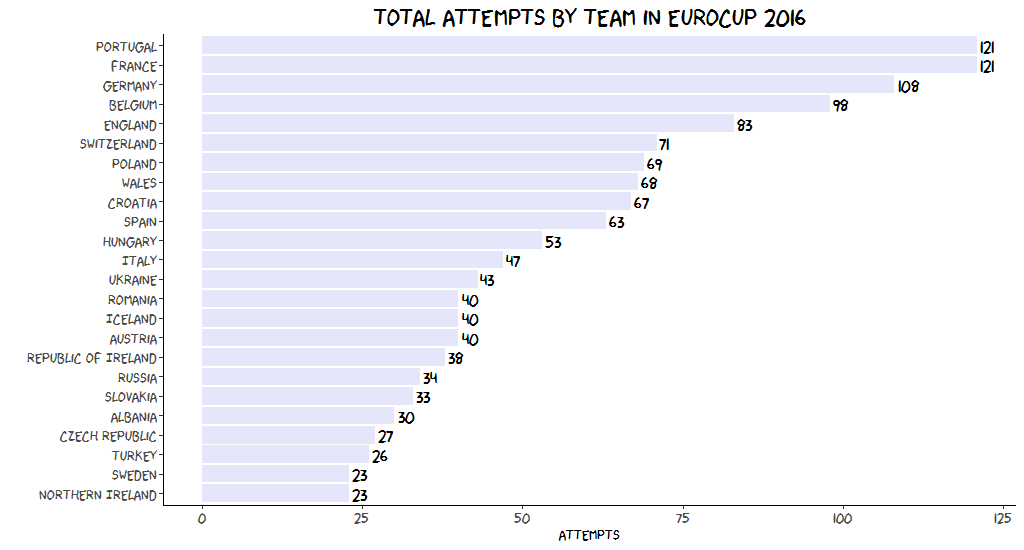 TOTAL ATTEMPTS BY TEAM IN EUROCUP 2016
PORTUGAL 121
FRANCE 121
GERMANY 108
BELGIUM 98
ENGLAND 83
SWITZERLAND 71
POLAND 69
WALES 68
CROATIA 67
SPAIN 63
HUNGARY 53
ITALY 47
UKRAINE 43
ROMANIA 40
ICELAND 40
AUSTRIA 40
REPUBLIC OF IRELAND 38
RUSSIA 34
SLOVAKIA 33
ALBANIA 30
CZECH REPUBLIC 27
TURKEY 26
SWEDEN 23
NORTHERN IRELAND 23
0 25 50 75 100 125
ATTEMPTS